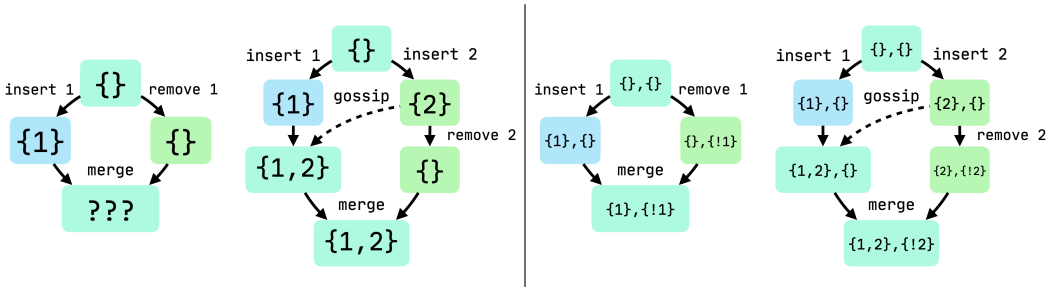 {}
insert 1
remove 1
{1}
{}
merge
???
{}
insert 1
insert 2
{1}
gossip
{2}
remove 2
{1,2}
{}
merge
{1,2}
{},{}
insert 1
remove 1
{1},{}
{},{!1}
merge
{1},{!1}
{},{}
insert 1
insert 2
{1},{}
gossip
{2},{}
remove 2
{1,2},{}
{2},{!2}
merge
{1,2},{!2}